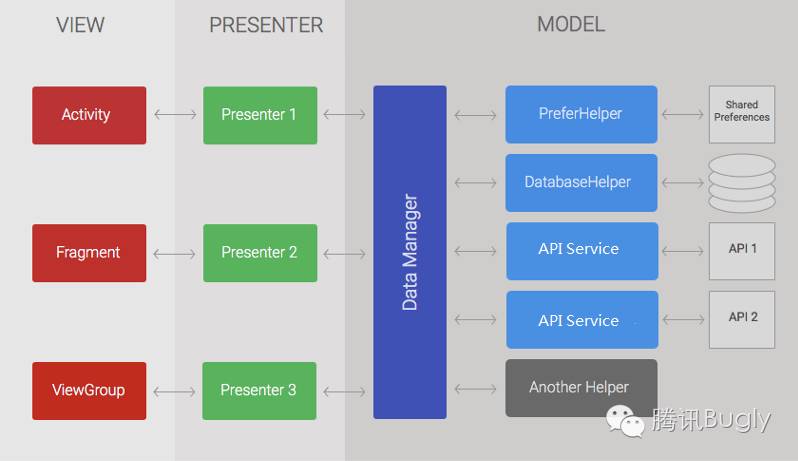 VIEW
PRESENTER
MODEL
Activity
Presenter 1
PreferHelper
Shared
Preferences
DatabaseHelper
Data Manager
Fragment
Presenter 2
API Service
API 1
API Service
API 2
ViewGroup
Presenter 3
Another Helper
腾讯Bugly